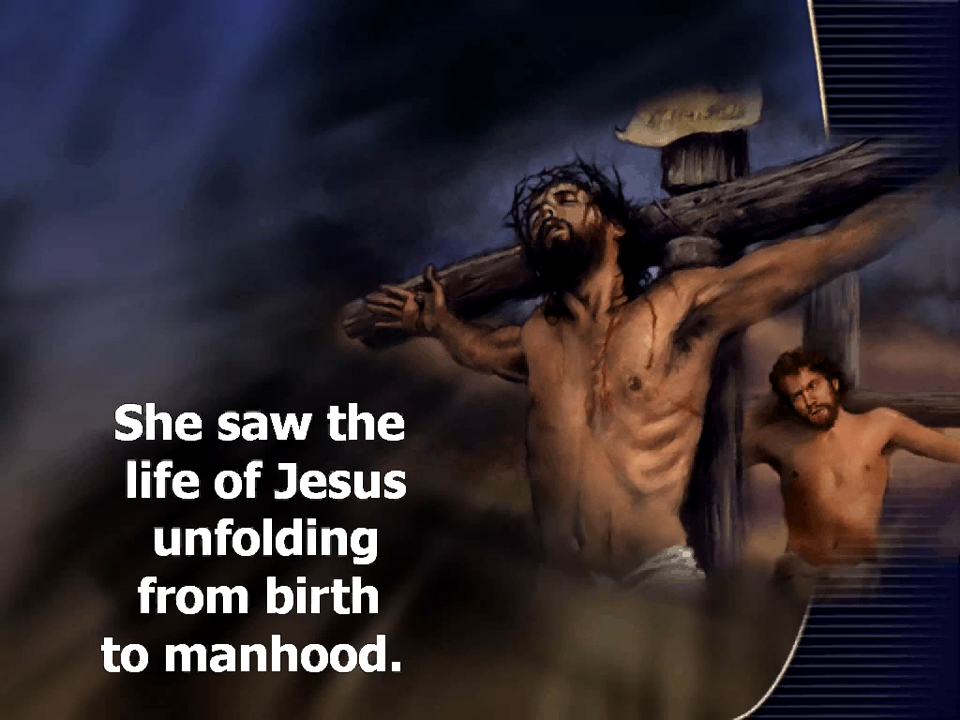 She saw the
life of Jesus
unfolding
from birth
to manhood.